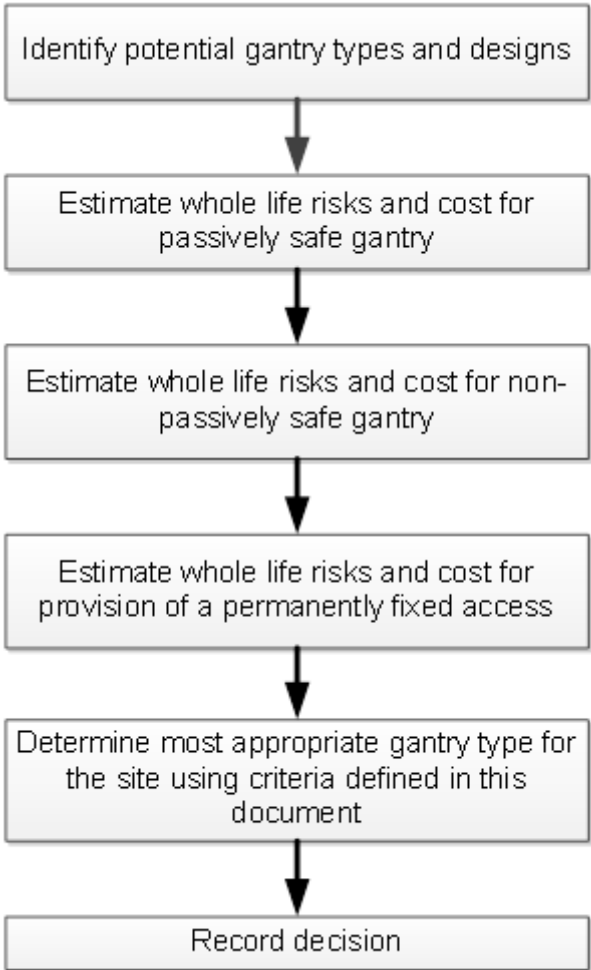 Identify potential gantry types and designs
Estimate whole life risks and cost for
passively safe gantry
Estimate whole life risks and cost for non-
passively safe gantry
Estimate whole life risks and cost for
provision of a permanently fixed access
Determine most appropriate gantry type for
the site using criteria defined in this
document
Record decision